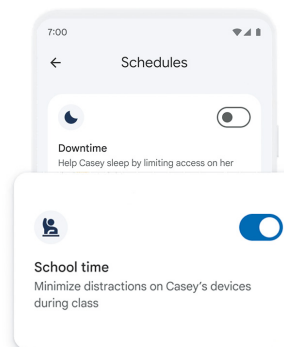 7:00
Schedules
Downtime
Help Casey sleep by limiting access on her
School time
Minimize distractions on Casey's devices
during class